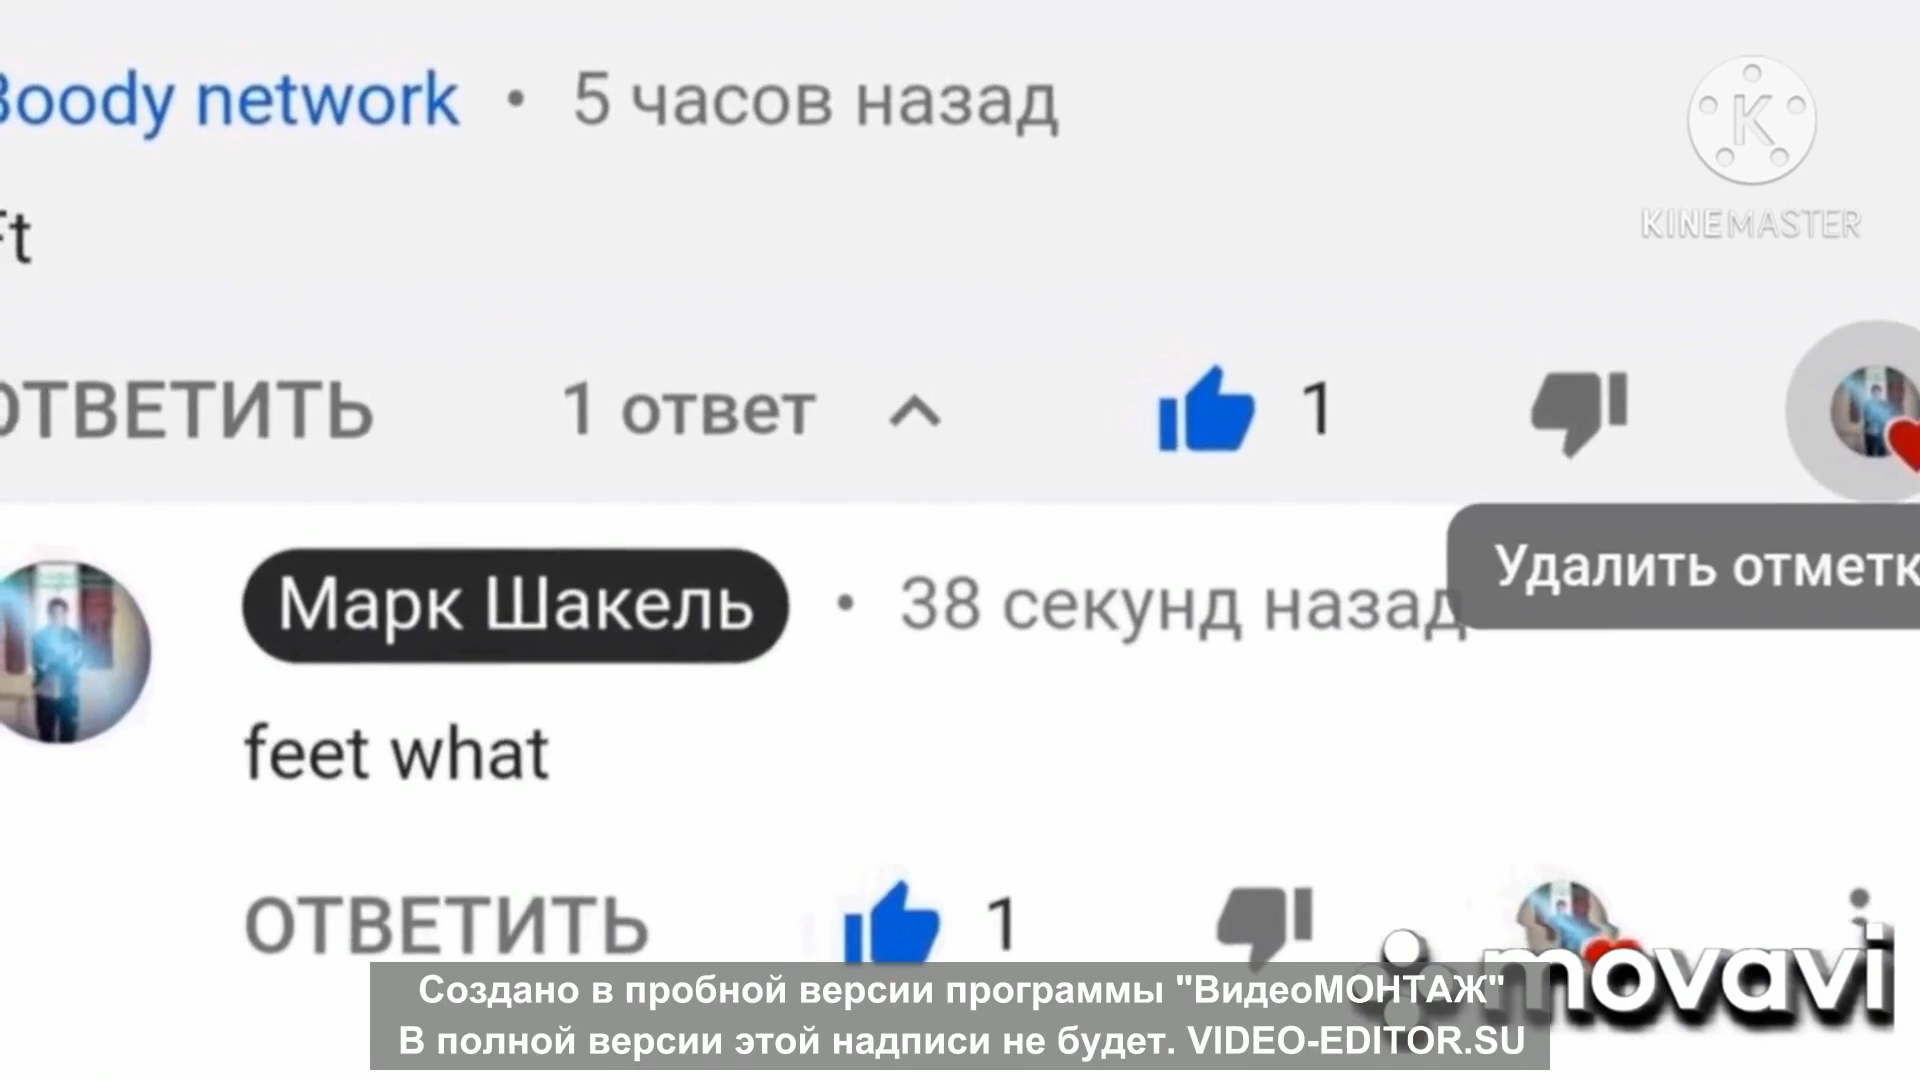 Boody network • 5 часов назад
KINEMASTER
Ft
ОТВЕТИТЬ 1 ответ 1
Удалить отметк
Марк Шакель • 38 секунд назад
feet what
ОТВЕТИТЬ 1
movavi
Создано в пробной версии программы "ВидеоМОНТАЖ"
В полной версии этой надписи не будет. VIDEO-EDITOR.SU